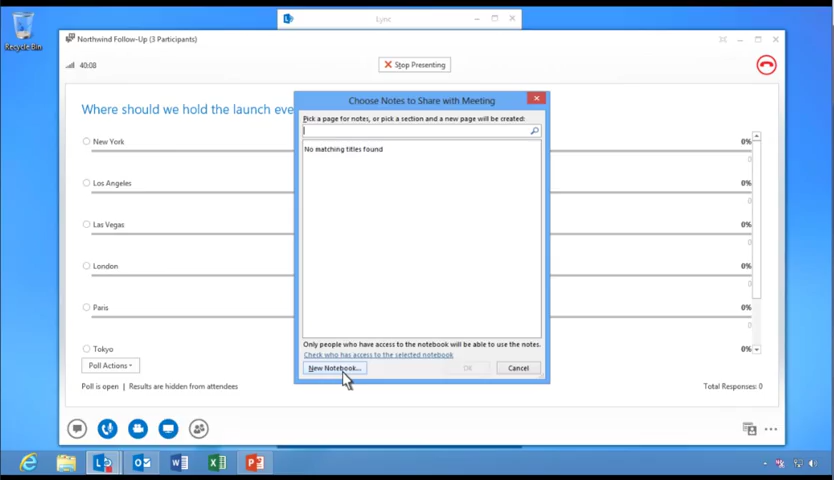 Lync
Recycle Bin
Northwind Follow-Up (3 Participants)
40:08
Stop Presenting
Where should we hold the launch eve
Choose Notes to Share with Meeting
Pick a page for notes, or pick a section and a new page will be created:
No matching titles found
New York
0%
0
Los Angeles
0%
0
Las Vegas
0%
0
London
0%
0
Paris
0%
0
Tokyo
0%
Only people who have access to the notebook will be able to use the notes.
Check who has access to the selected notebook
New Notebook...
OK
Cancel
Poll Actions
Poll is open | Results are hidden from attendees
Total Responses: 0